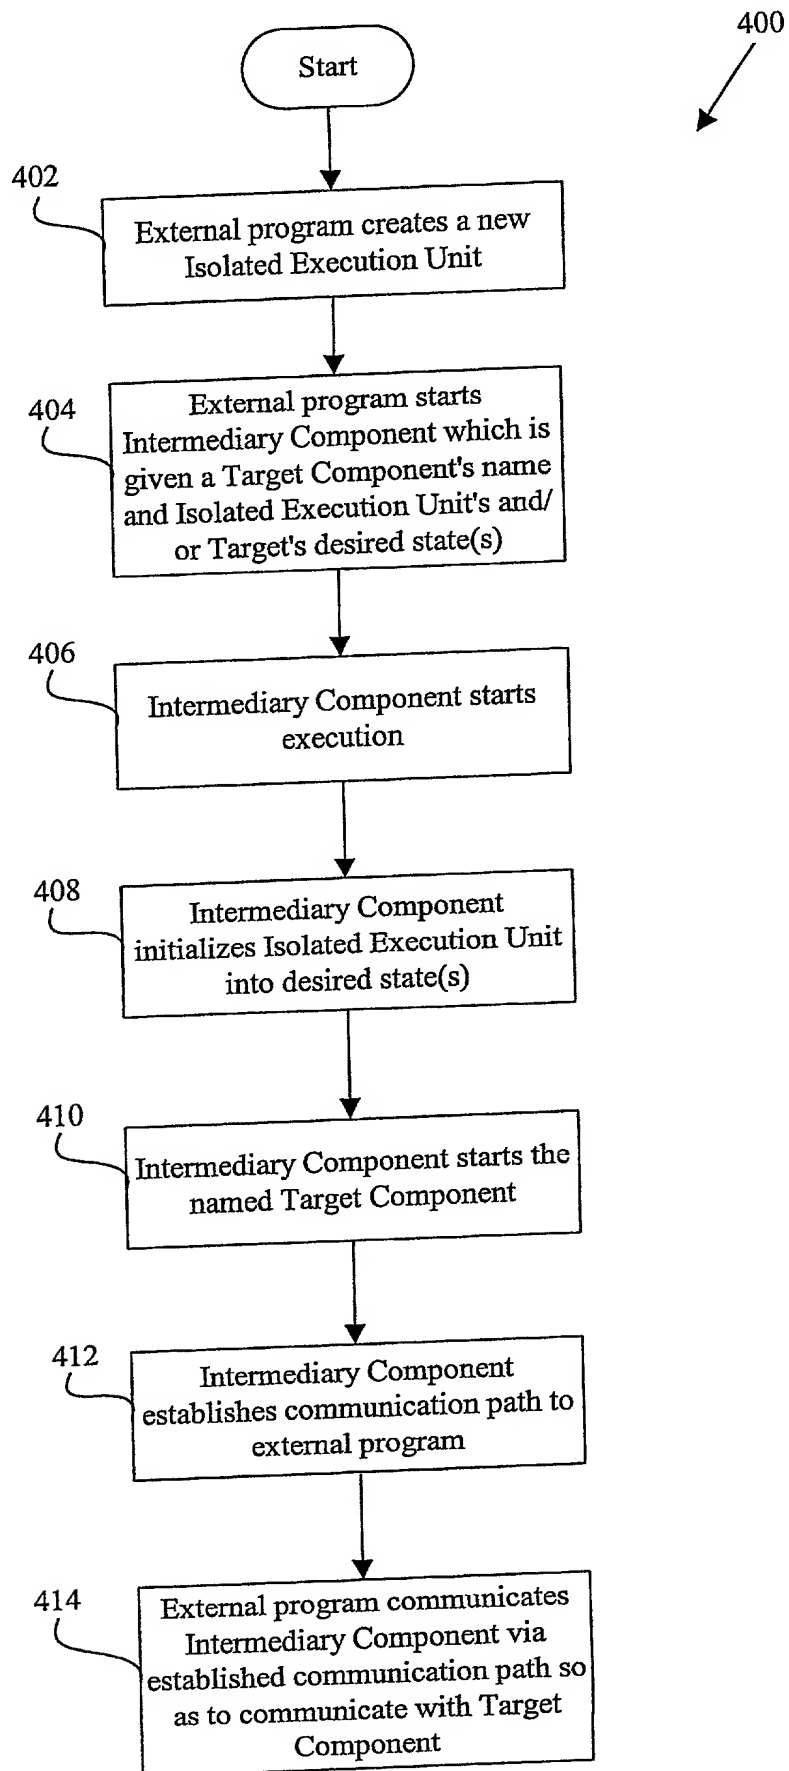 400
Start
402
External program creates a new
Isolated Execution Unit
404
External program starts
Intermediary Component which is
given a Target Component's name
and Isolated Execution Unit's and/
or Target's desired state(s)
406
Intermediary Component starts
execution
408
Intermediary Component
initializes Isolated Execution Unit
into desired state(s)
410
Intermediary Component starts the
named Target Component
412
Intermediary Component
establishes communication path to
external program
414
External program communicates
Intermediary Component via
established communication path so
as to communicate with Target
Component